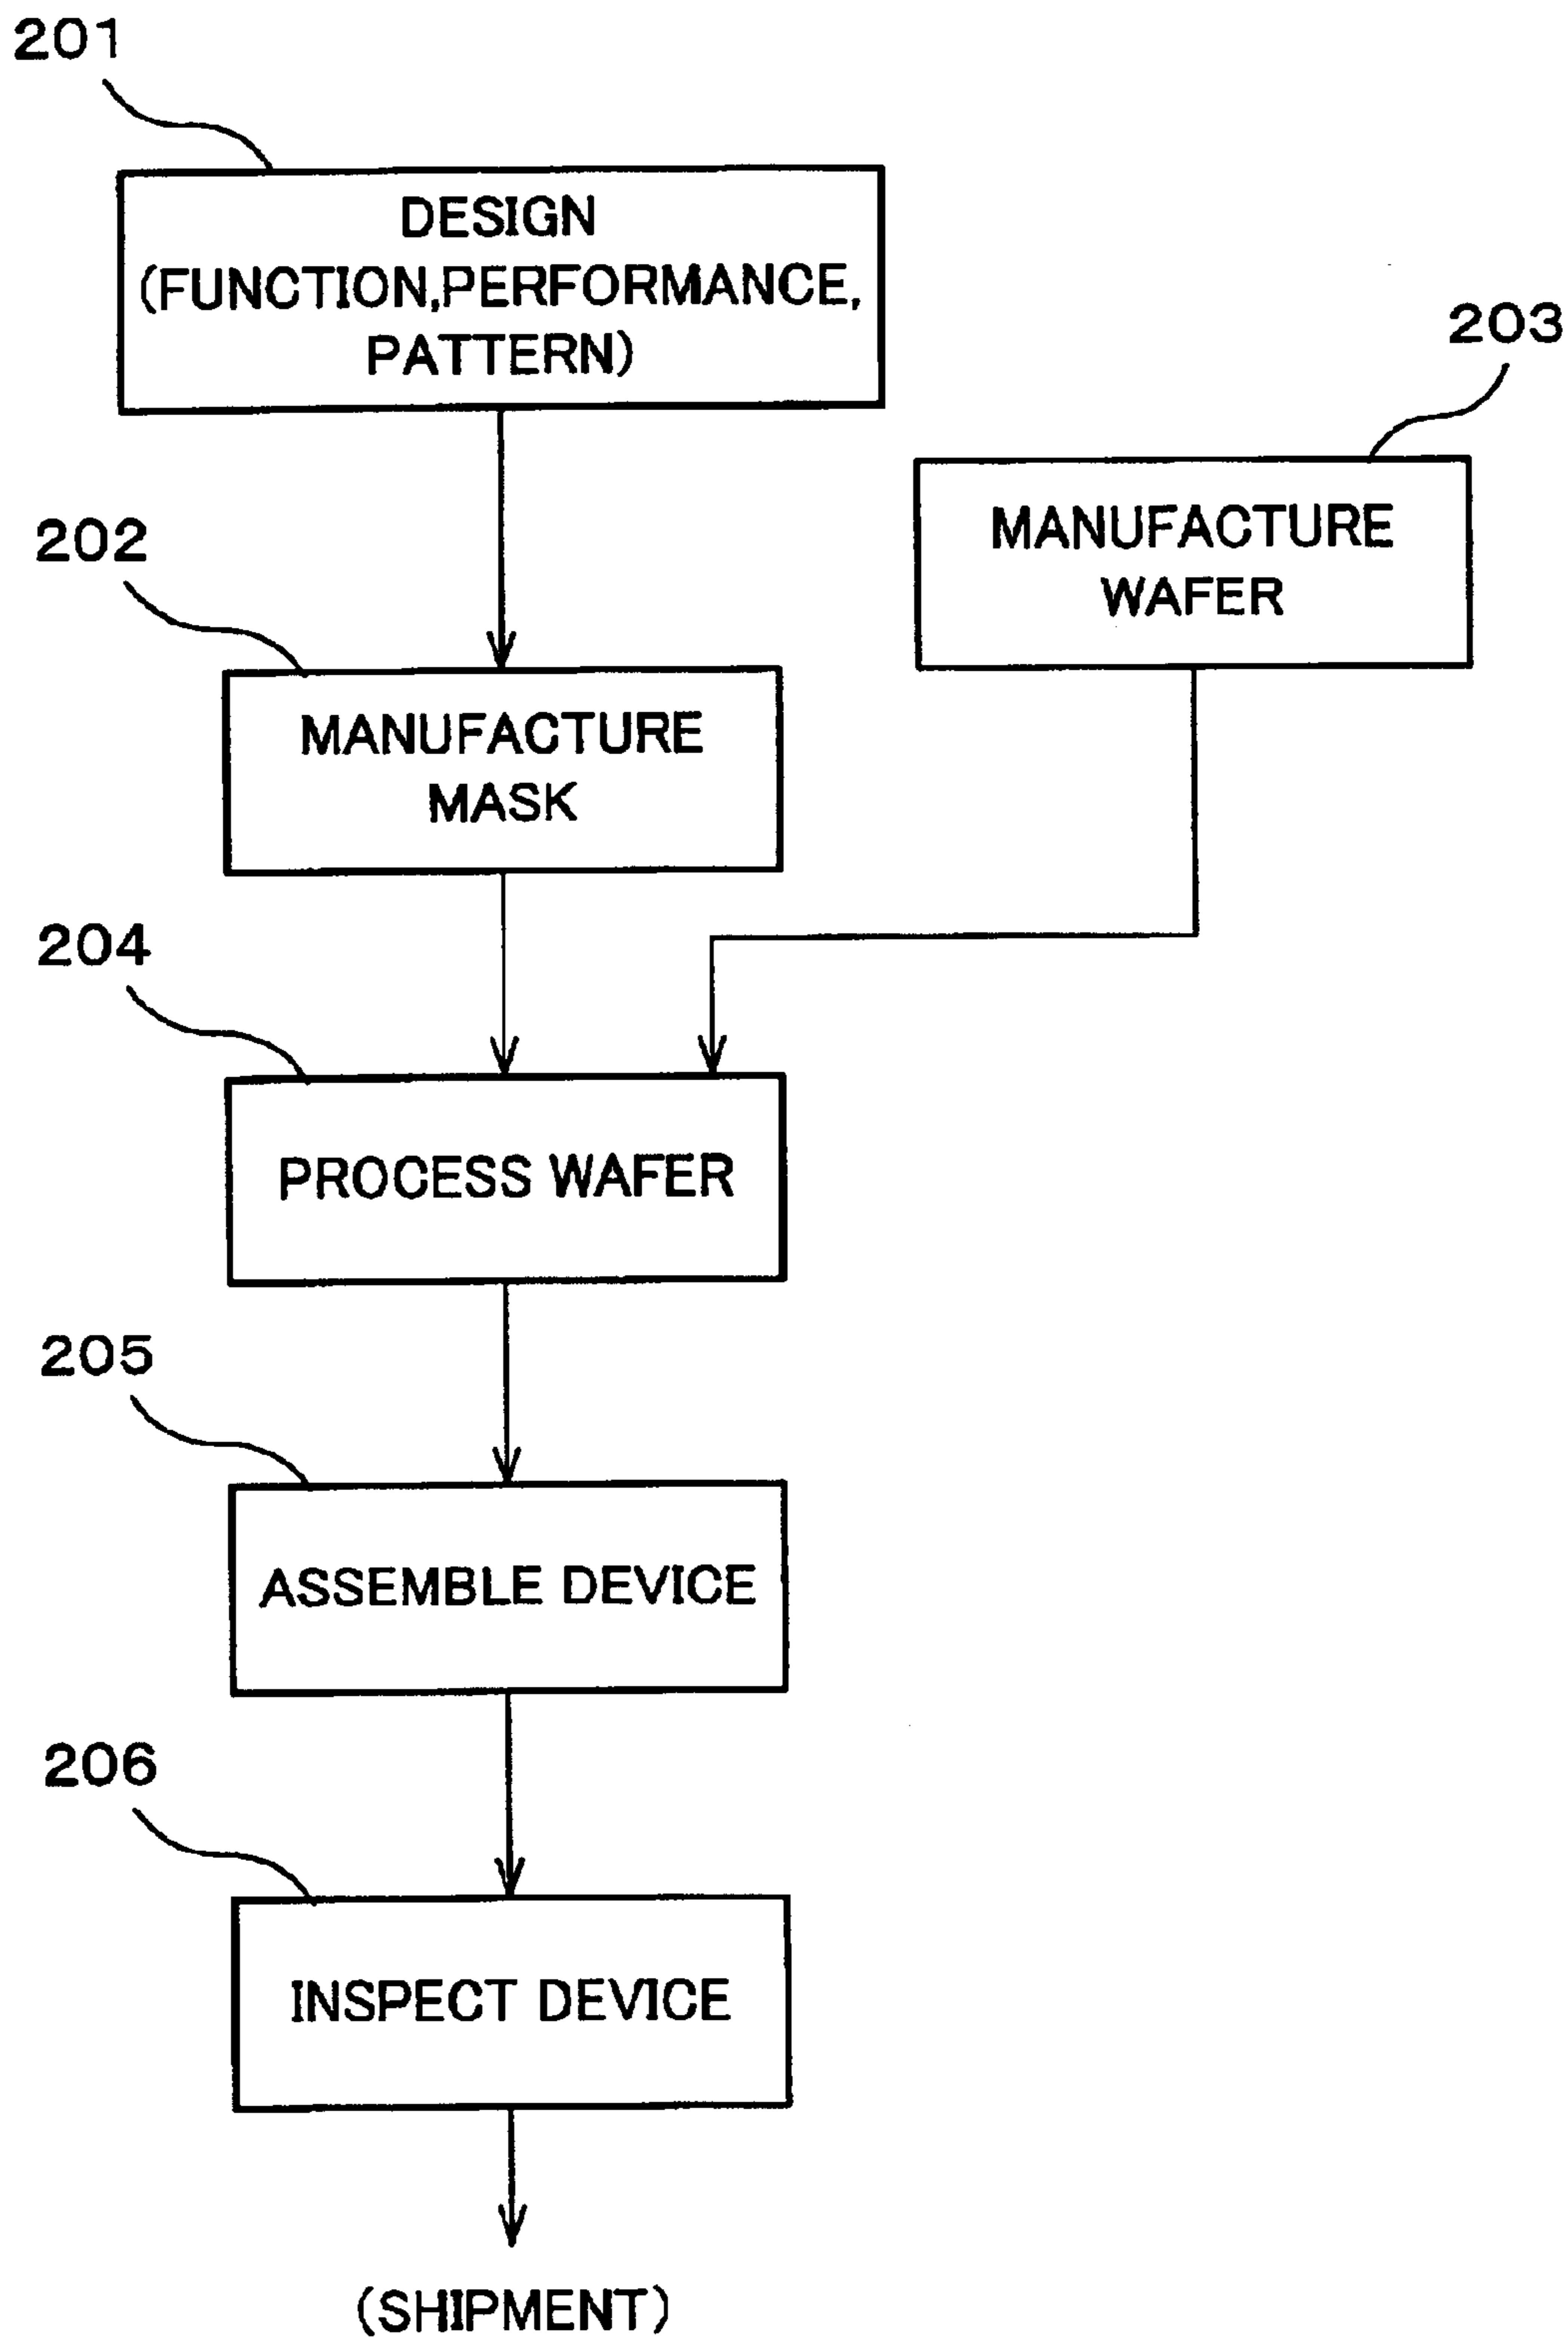 201
DESIGN
(FUNCTION,PERFORMANCE,
PATTERN)
203
MANUFACTURE
WAFER
202
MANUFACTURE
MASK
204
PROCESS WAFER
205
ASSEMBLE DEVICE
206
INSPECT DEVICE
(SHIPMENT)